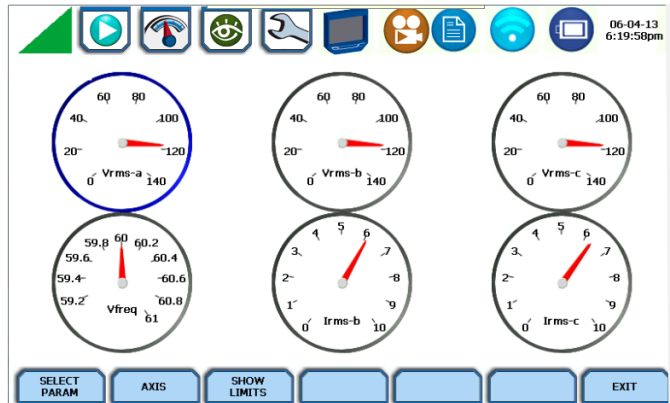 06-04-13
6:19:58pm
60 80
40 100
20 120
0 Vrms-a 140
60 80
40 100
20 120
0 Vrms-b 140
60 80
40 100
20 120
0 Vrms-c 140
59.8 60 60.2
59.6 60.4
59.4 60.6
59.2 60.8
Vfreq 61
4 5 6
3 7
2 8
1 9
0 Irms-b 10
4 5 6
3 7
2 8
1 9
0 Irms-c 10
SELECT PARAM
AXIS
SHOW LIMITS
EXIT